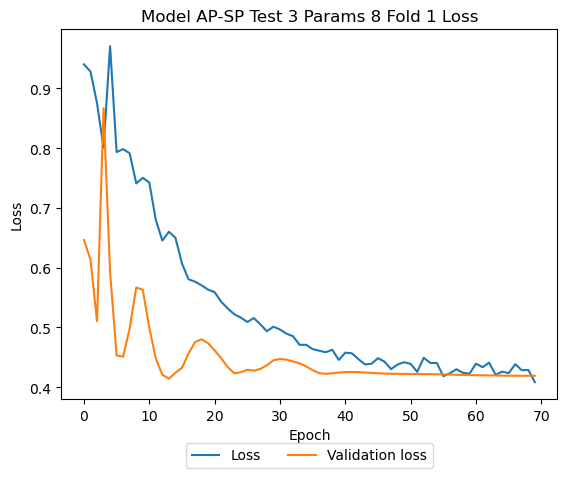 Model AP-SP Test 3 Params 8 Fold 1 Loss
0.9
0.8
0.7
0.6
0.5
0.4
Loss
0 10 20 30 40 50 60 70
Epoch
Loss Validation loss